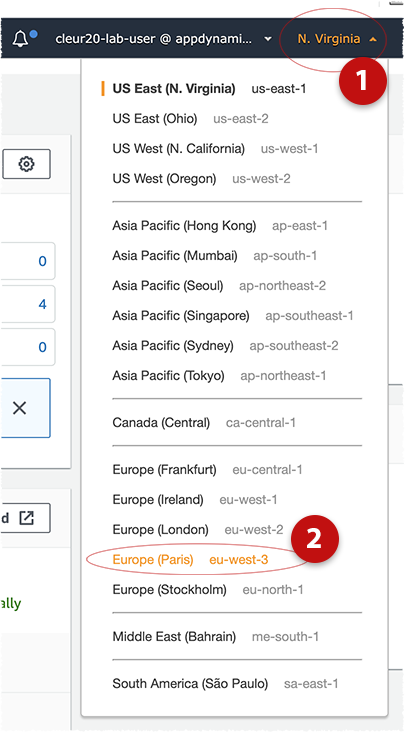 cleur20-lab-user @ appdynami... N. Virginia
1
US East (N. Virginia) us-east-1
US East (Ohio) us-east-2
US West (N. California) us-west-1
US West (Oregon) us-west-2
Asia Pacific (Hong Kong) ap-east-1
0
Asia Pacific (Mumbai) ap-south-1
Asia Pacific (Seoul) ap-northeast-2
4
Asia Pacific (Singapore) ap-southeast-1
Asia Pacific (Sydney) ap-southeast-2
0
Asia Pacific (Tokyo) ap-northeast-1
Canada (Central) ca-central-1
Europe (Frankfurt) eu-central-1
Europe (Ireland) eu-west-1
d
Europe (London) eu-west-2
2
Europe (Paris) eu-west-3
Europe (Stockholm) eu-north-1
ally
Middle East (Bahrain) me-south-1
South America (São Paulo) sa-east-1